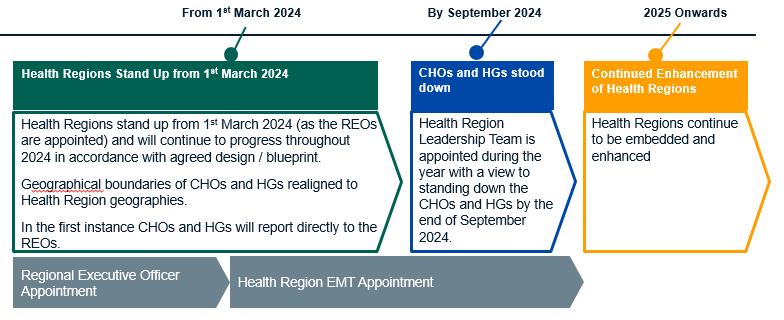 From 1st March 2024
By September 2024
2025 Onwards
Health Regions Stand Up from 1st March 2024
CHOs and HGs stood
down
Continued Enhancement
of Health Regions
Health Regions stand up from 1st March 2024 (as the REOs
are appointed) and will continue to progress throughout
2024 in accordance with agreed design / blueprint.
Geographical boundaries of CHOs and HGs realigned to
Health Region geographies.
In the first instance CHOs and HGs will report directly to the
REOs.
Health Region
Leadership Team is
appointed during the
year with a view to
standing down the
CHOs and HGs by the
end of September
2024.
Health Regions continue
to be embedded and
enhanced
Regional Executive Officer
Appointment
Health Region EMT Appointment